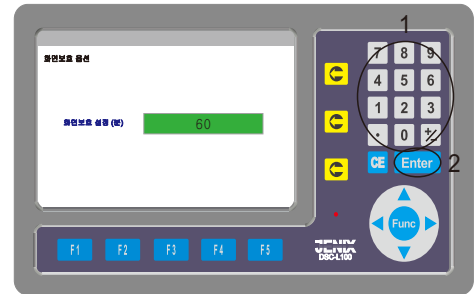 1
화면보호 옵션
7 8 9
4 5 6
화면보호 설정 (분) 60
1 2 3
· 0 +/-
CE Enter 2
Func
F1 F2 F3 F4 F5
JENIX
DSC-L100